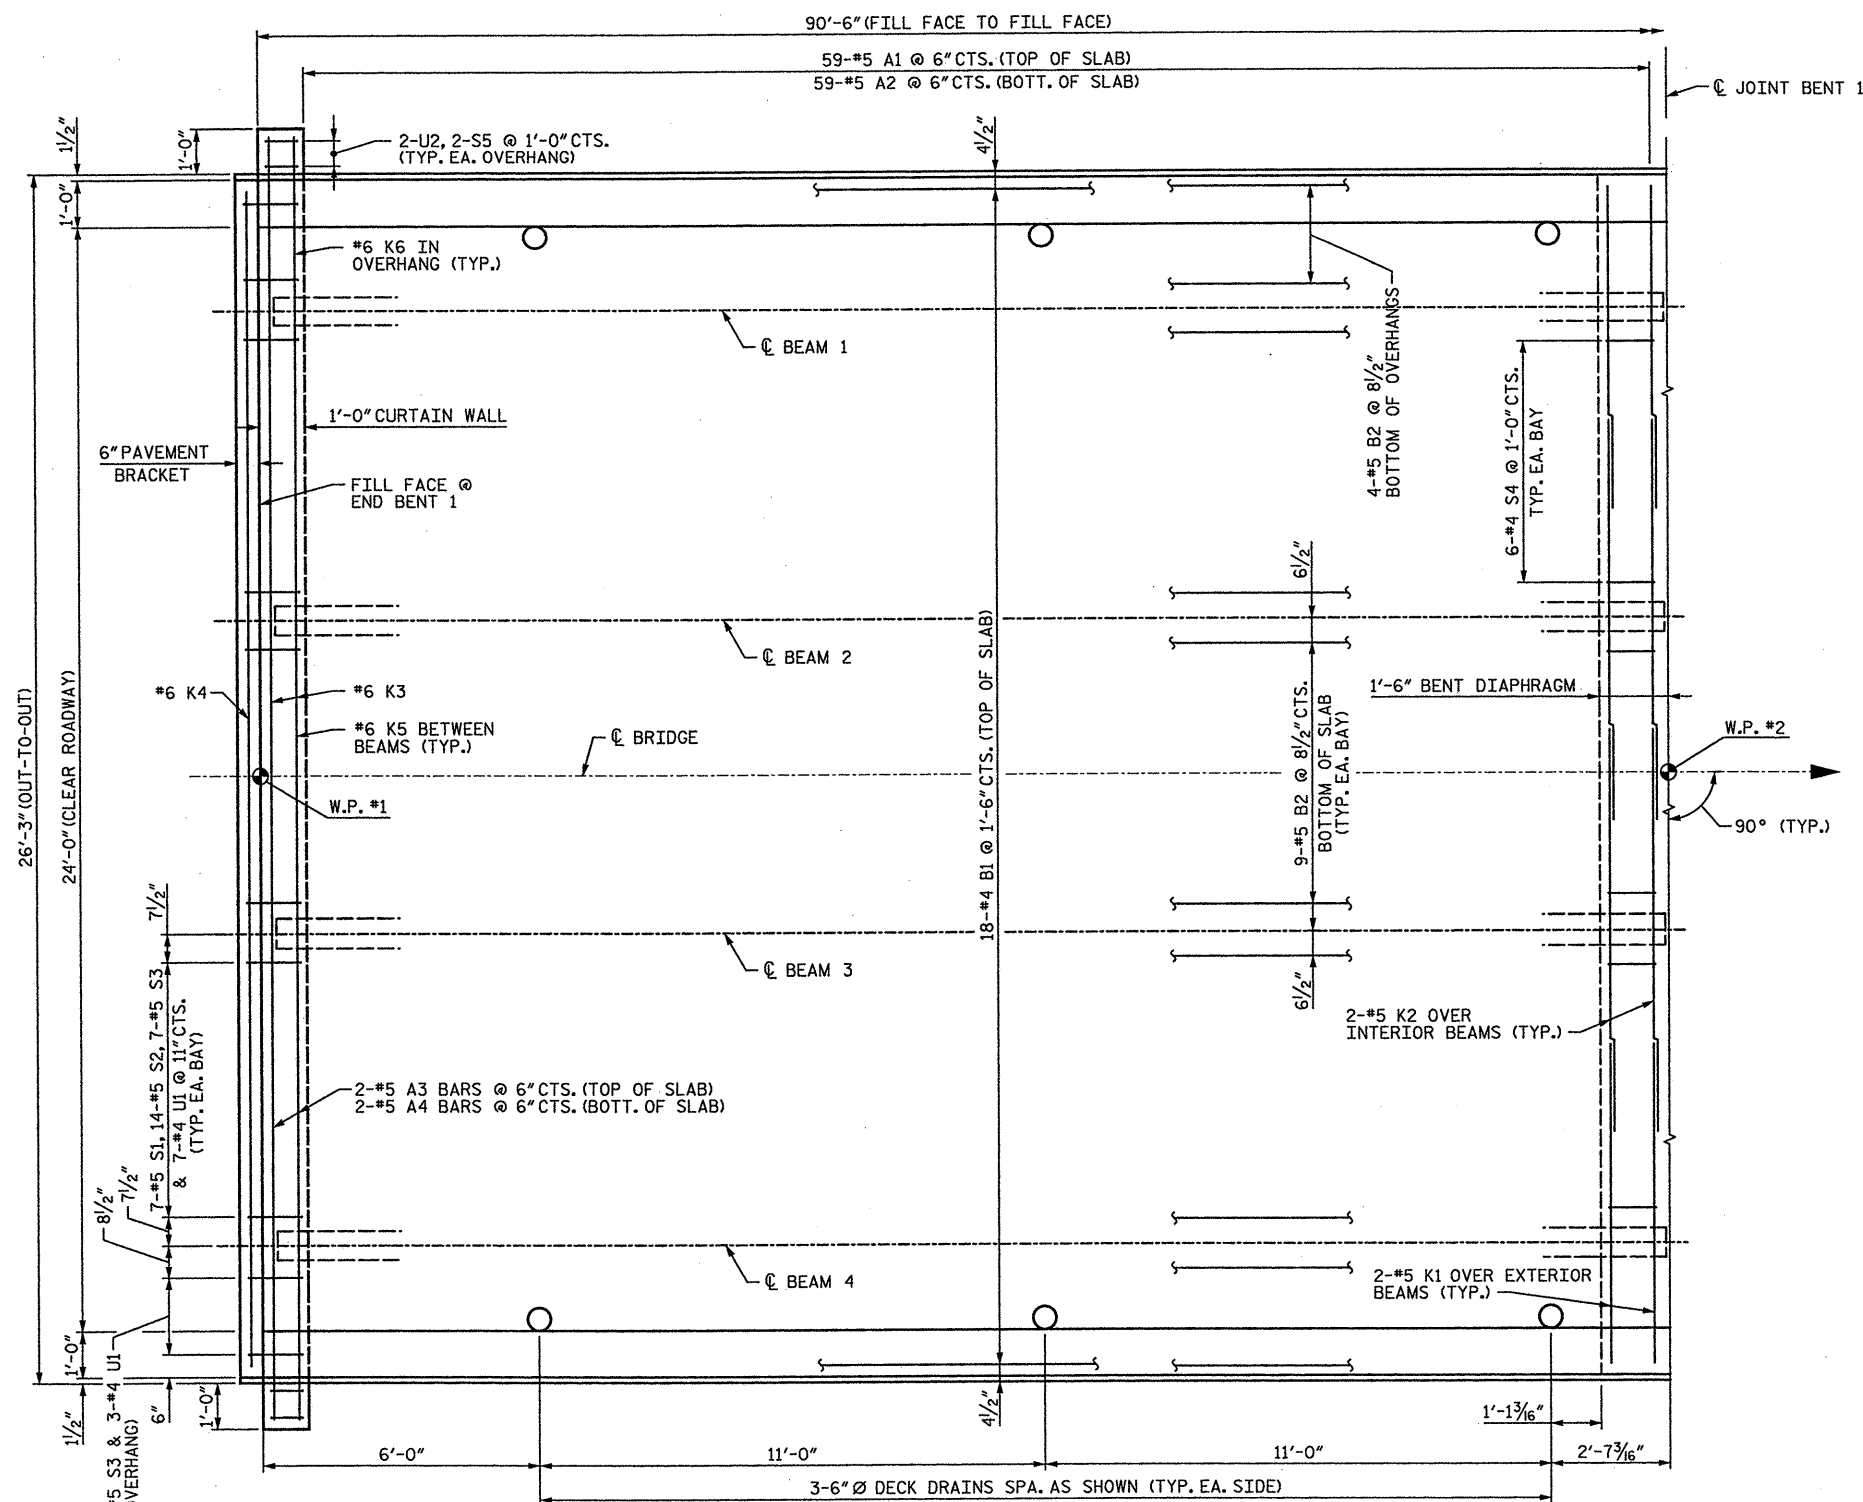 90'-6" (FILL FACE TO FILL FACE)
59-#5 A1 @ 6" CTS. (TOP OF SLAB)
59-#5 A2 @ 6" CTS. (BOTT. OF SLAB)
℄ JOINT BENT 1
1½"
1'-0"
2-U2, 2-S5 @ 1'-0" CTS.
(TYP. EA. OVERHANG)
4½"
1'-0"
#6 K6 IN
OVERHANG (TYP.)
℄ BEAM 1
4-#5 B2 @ 8½"
BOTTOM OF OVERHANGS
6-#4 S4 @ 1'-0" CTS.
TYP. EA. BAY
1'-0" CURTAIN WALL
6" PAVEMENT
BRACKET
FILL FACE @
END BENT 1
6½"
℄ BEAM 2
26'-3" (OUT-TO-OUT)
24'-0" (CLEAR ROADWAY)
#6 K4
#6 K3
#6 K5 BETWEEN
BEAMS (TYP.)
℄ BRIDGE
W.P. #1
18-#4 B1 @ 1'-6" CTS. (TOP OF SLAB)
9-#5 B2 @ 8½" CTS.
BOTTOM OF SLAB
(TYP. EA. BAY)
1'-6" BENT DIAPHRAGM
W.P. #2
90° (TYP.)
7½"
℄ BEAM 3
6½"
2-#5 K2 OVER
INTERIOR BEAMS (TYP.)
7-#5 S1, 14-#5 S2, 7-#5 S3
& 7-#4 U1 @ 11" CTS.
(TYP. EA. BAY)
2-#5 A3 BARS @ 6" CTS. (TOP OF SLAB)
2-#5 A4 BARS @ 6" CTS. (BOTT. OF SLAB)
8½"
7½"
℄ BEAM 4
2-#5 K1 OVER EXTERIOR
BEAMS (TYP.)
1'-0"
1½"
#5 S3 & 3-#4 U1
OVERHANG)
6"
1'-0"
4½"
1'-1³⁄₁₆"
6'-0"
11'-0"
11'-0"
2'-7³⁄₁₆"
3-6" Ø DECK DRAINS SPA. AS SHOWN (TYP. EA. SIDE)